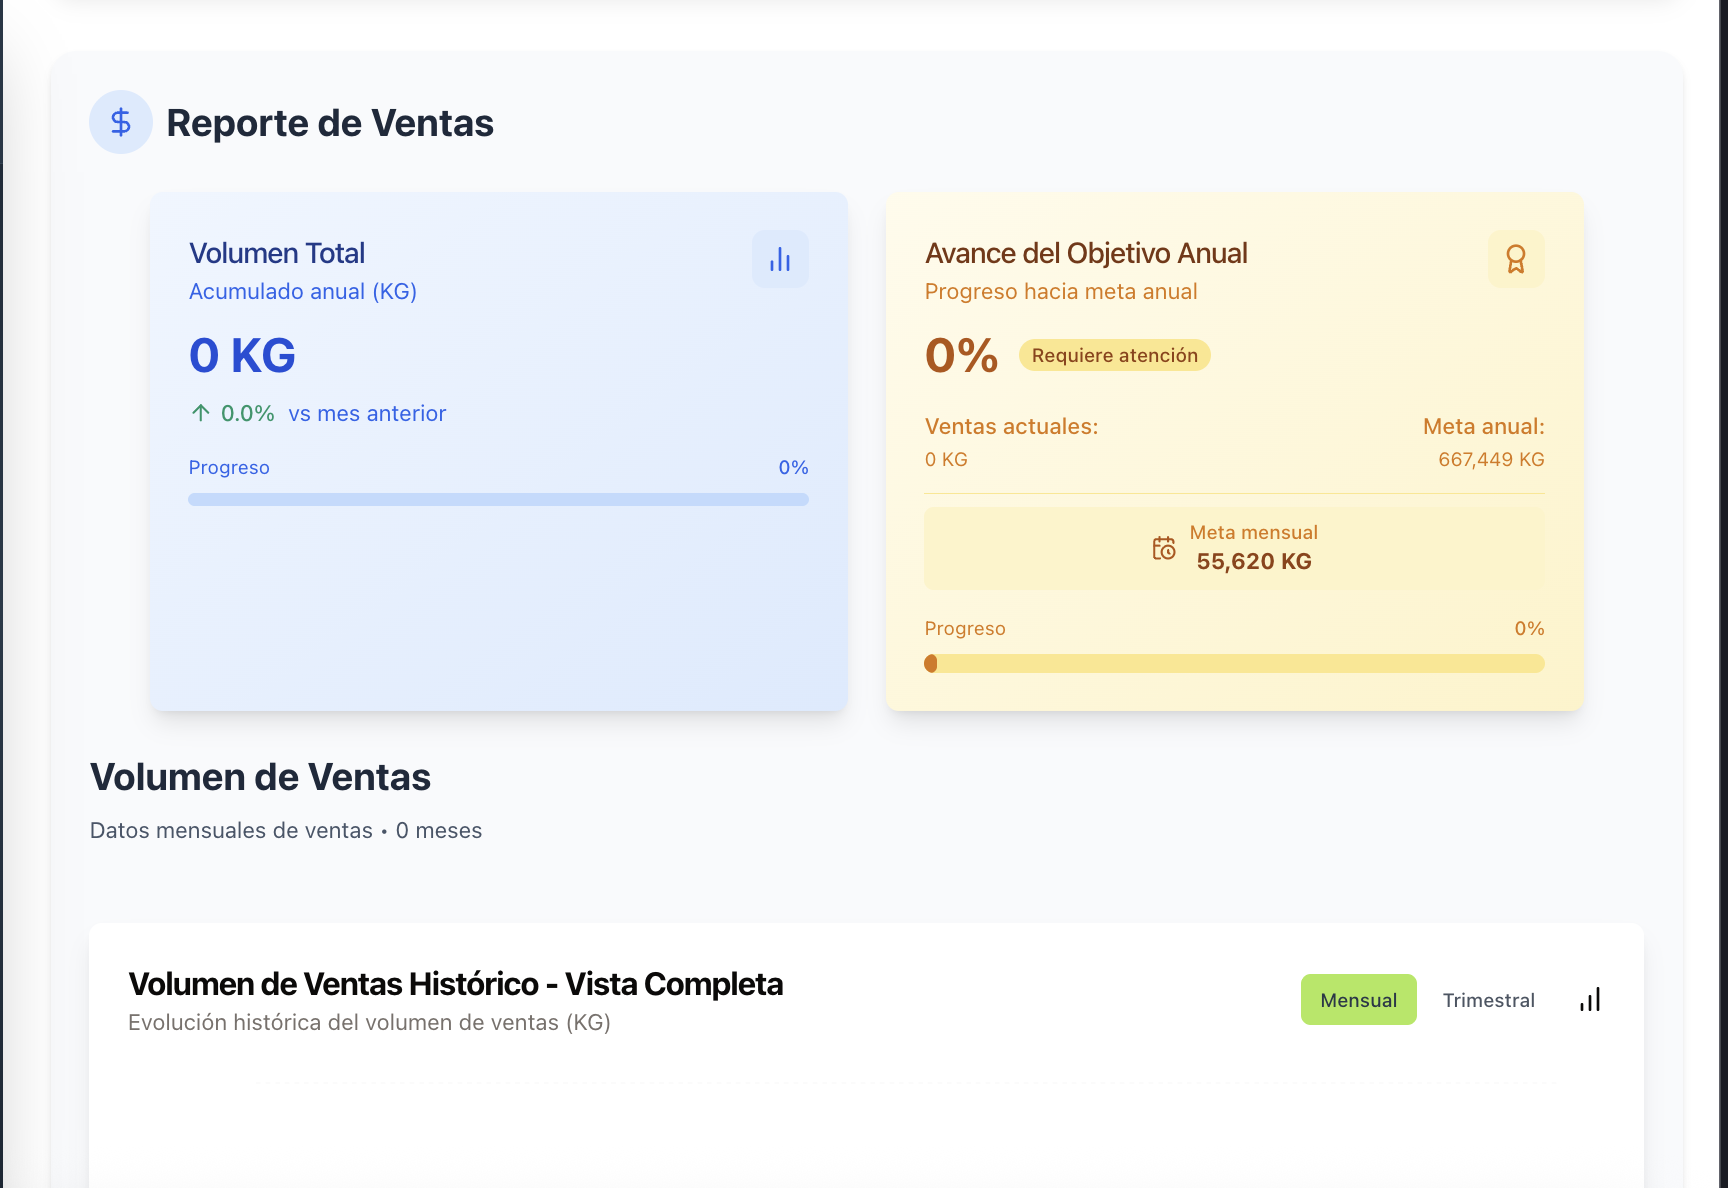 Reporte de Ventas
Volumen Total
Acumulado anual (KG)
0 KG
0.0% vs mes anterior
Progreso 0%
Avance del Objetivo Anual
Progreso hacia meta anual
0% Requiere atención
Ventas actuales: Meta anual:
0 KG 667,449 KG
Meta mensual
55,620 KG
Progreso 0%
Volumen de Ventas
Datos mensuales de ventas • 0 meses
Volumen de Ventas Histórico - Vista Completa
Evolución histórica del volumen de ventas (KG)
Mensual Trimestral